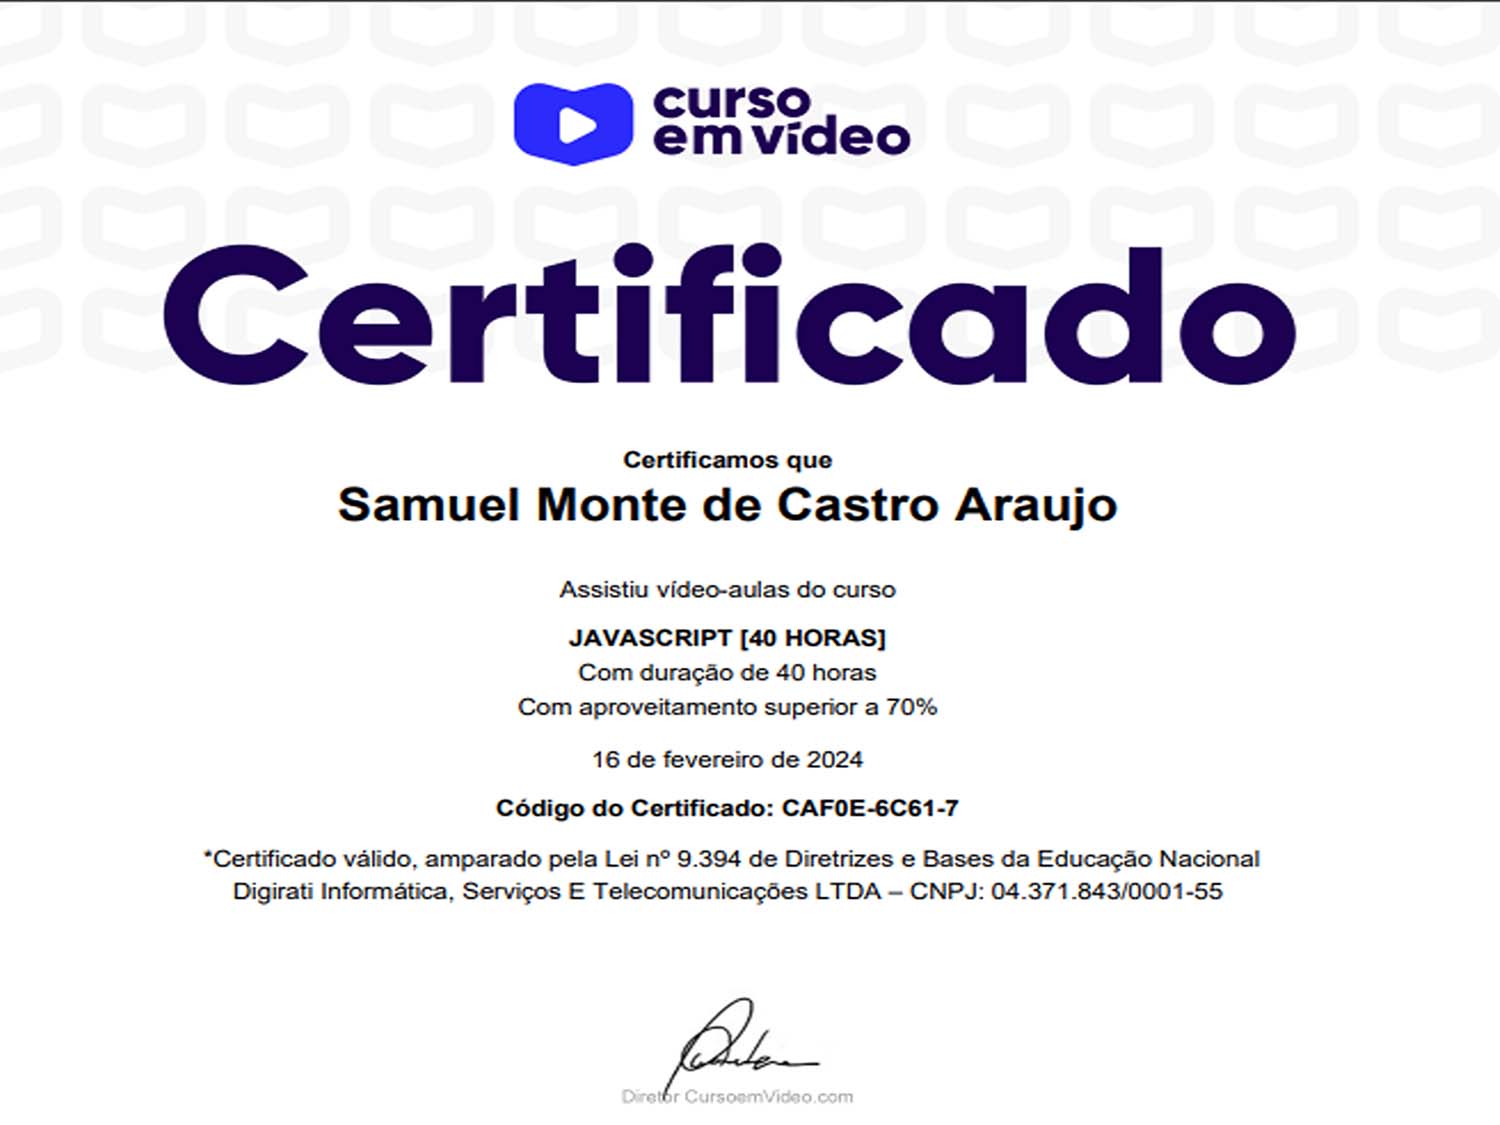 curso
em vídeo
Certificado
Certificamos que
Samuel Monte de Castro Araujo
Assistiu vídeo-aulas do curso
JAVASCRIPT [40 HORAS]
Com duração de 40 horas
Com aproveitamento superior a 70%
16 de fevereiro de 2024
Código do Certificado: CAF0E-6C61-7
*Certificado válido, amparado pela Lei nº 9.394 de Diretrizes e Bases da Educação Nacional
Digirati Informática, Serviços E Telecomunicações LTDA – CNPJ: 04.371.843/0001-55
Diretor CursoemVideo.com